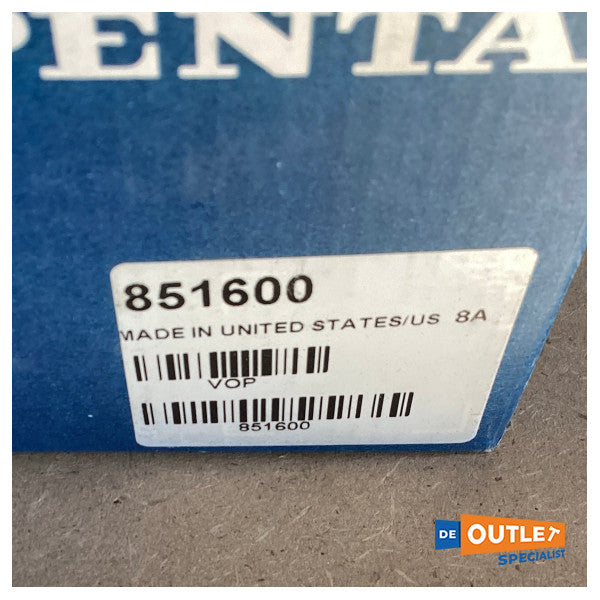 PENTA
851600
MADE IN UNITED STATES/US 8A
VOP
851600
DE OUTLET
SPECIALIST